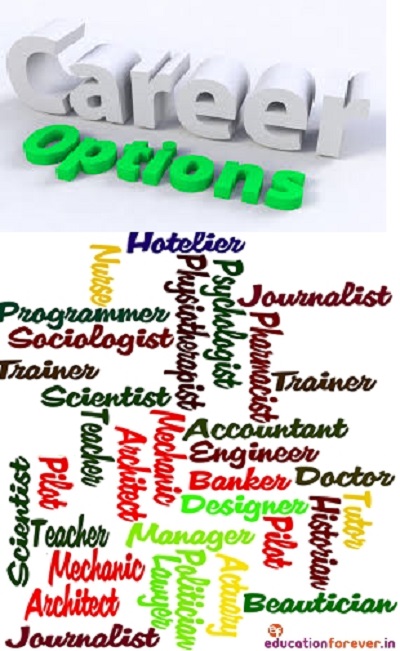 Career
Options
Hotelier
Nurse
Physiotherapist
Psychologist
Journalist
Programmer
Sociologist
Pharmacist
Trainer
Trainer
Scientist
Teacher
Architect
Mechanic
Accountant
Engineer
Scientist
Pilot
Banker
Doctor
Designer
Tutor
Historian
Pilot
Teacher
Manager
Mechanic
Lawyer
Politician
Actuary
Architect
Beautician
Journalist
educationforever.in